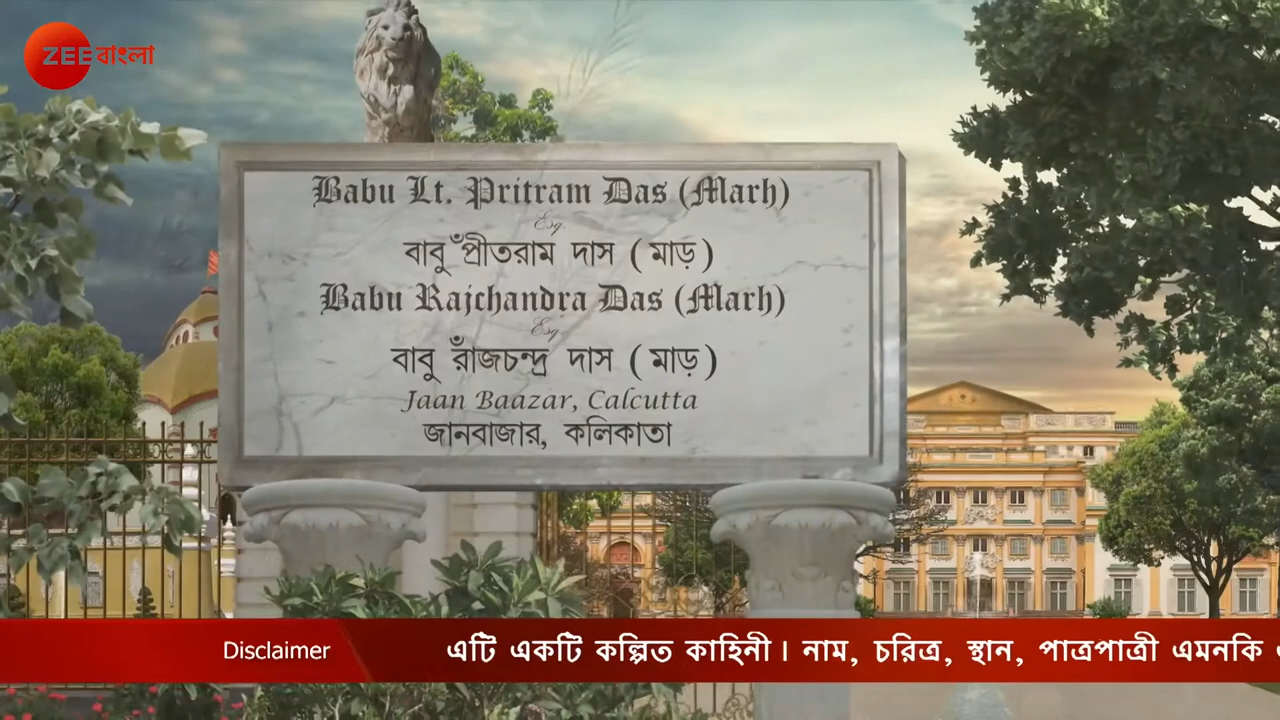 ZEE বাংলা
Babu Lt. Pritram Das (Marh)
Esq.
বাবু ঁপ্রীতরাম দাস ( মাড় )
Babu Rajchandra Das (Marh)
Esq.
বাবু রাঁজচন্দ্র দাস ( মাড় )
Jaan Baazar, Calcutta
জানবাজার, কলিকাতা
Disclaimer এটি একটি কল্পিত কাহিনী। নাম, চরিত্র, স্থান, পাত্রপাত্রী এমনকি